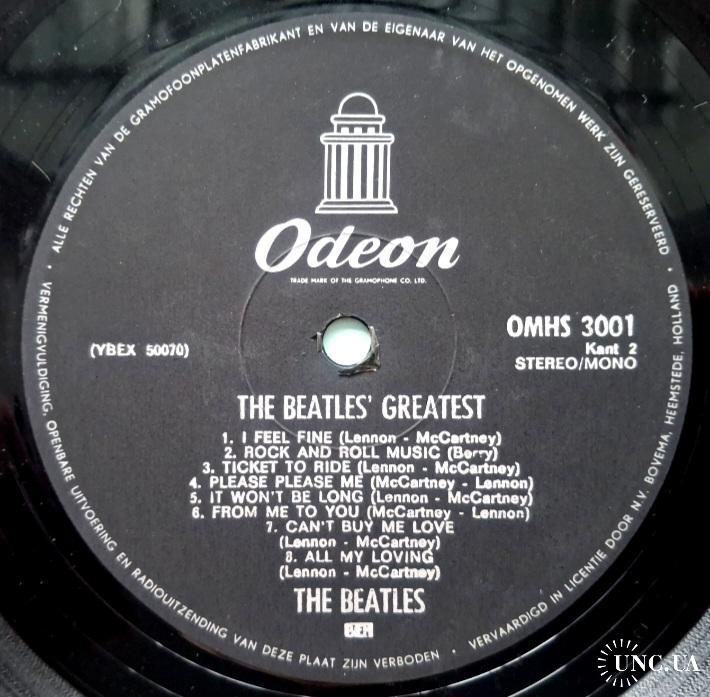 ALLE RECHTEN VAN DE GRAMOFOONPLATENFABRIKANT EN VAN DE EIGENAAR VAN HET OPGENOMEN WERK ZIJN GERESERVEERD •
VERMENIGVULDIGING, OPENBARE UITVOERING EN RADIOUITZENDING VAN DEZE PLAAT ZIJN VERBODEN •
VERVAARDIGD IN LICENTIE DOOR N.V. BOVEMA, HEEMSTEDE, HOLLAND •
Odeon
TRADE MARK OF THE GRAMOPHONE CO. LTD.
OMHS 3001
(YBEX 50070)
Kant 2
STEREO/MONO
THE BEATLES' GREATEST
1. I FEEL FINE (Lennon - McCartney)
2. ROCK AND ROLL MUSIC (Berry)
3. TICKET TO RIDE (Lennon - McCartney)
4. PLEASE PLEASE ME (McCartney - Lennon)
5. IT WON'T BE LONG (Lennon - McCartney)
6. FROM ME TO YOU (McCartney - Lennon)
7. CAN'T BUY ME LOVE
(Lennon - McCartney)
8. ALL MY LOVING
(Lennon - McCartney)
THE BEATLES
UNC.UA